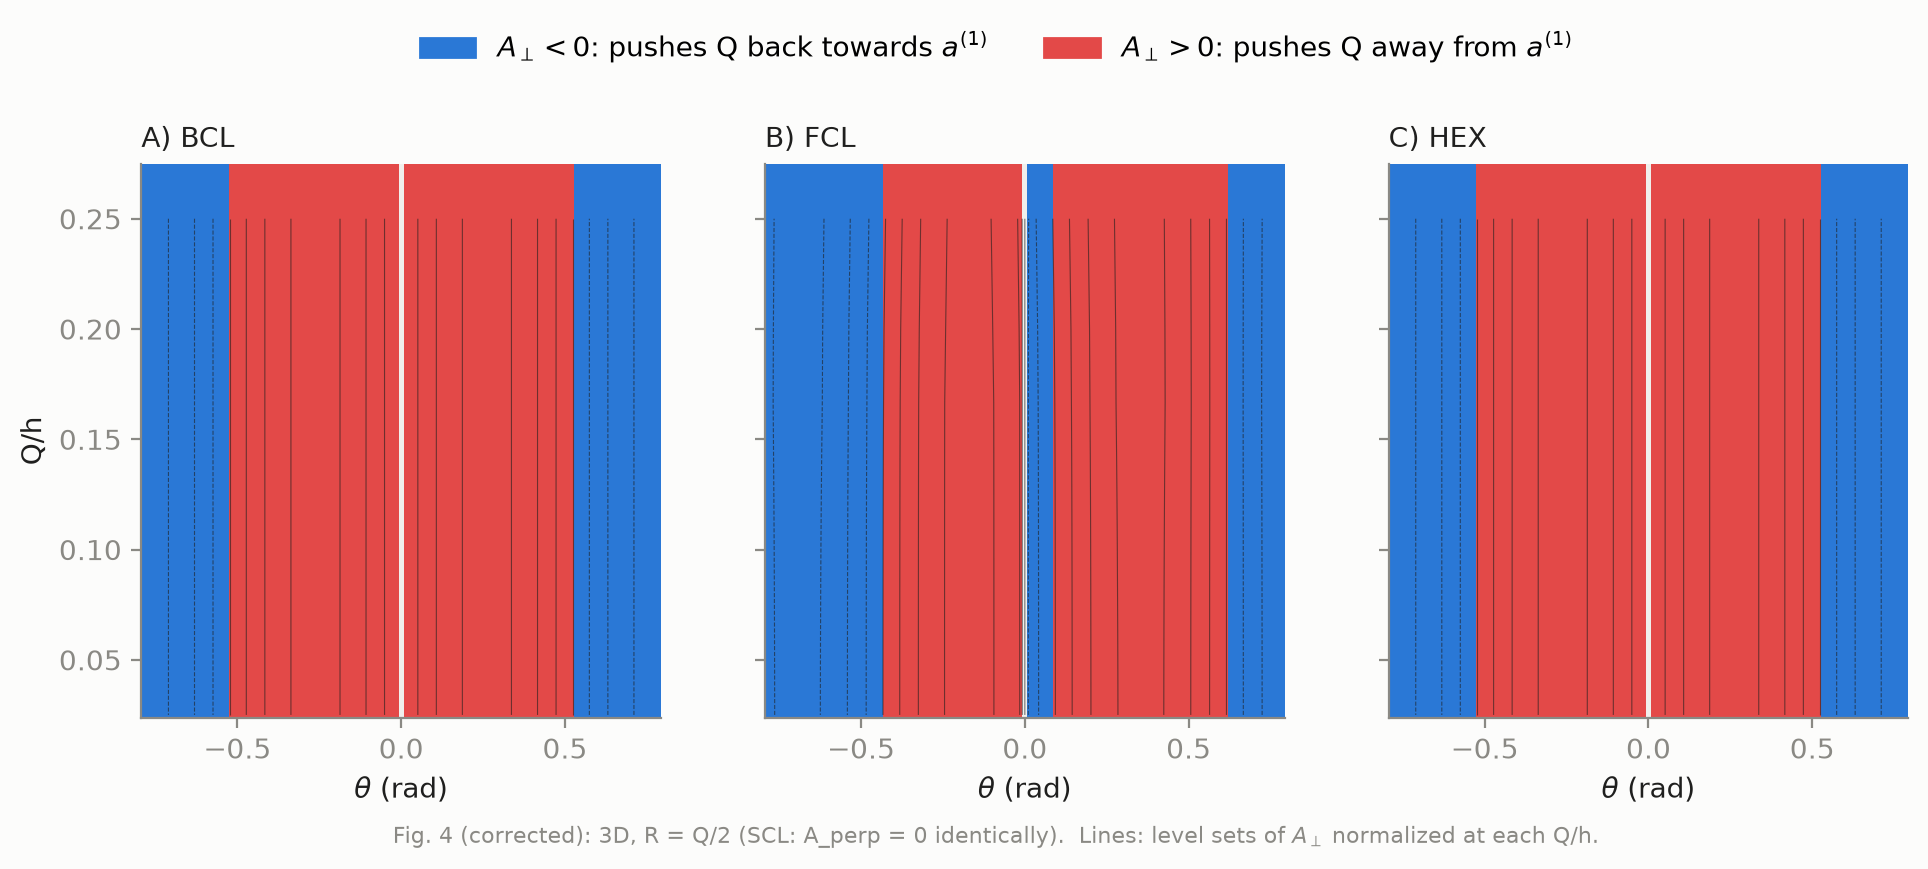 A⊥ < 0: pushes Q back towards a(1)
A⊥ > 0: pushes Q away from a(1)
A) BCL
B) FCL
C) HEX
0.25
0.20
0.15
0.10
0.05
Q/h
−0.5 0.0 0.5
−0.5 0.0 0.5
−0.5 0.0 0.5
θ (rad)
θ (rad)
θ (rad)
Fig. 4 (corrected): 3D, R = Q/2 (SCL: A_perp = 0 identically). Lines: level sets of A⊥ normalized at each Q/h.